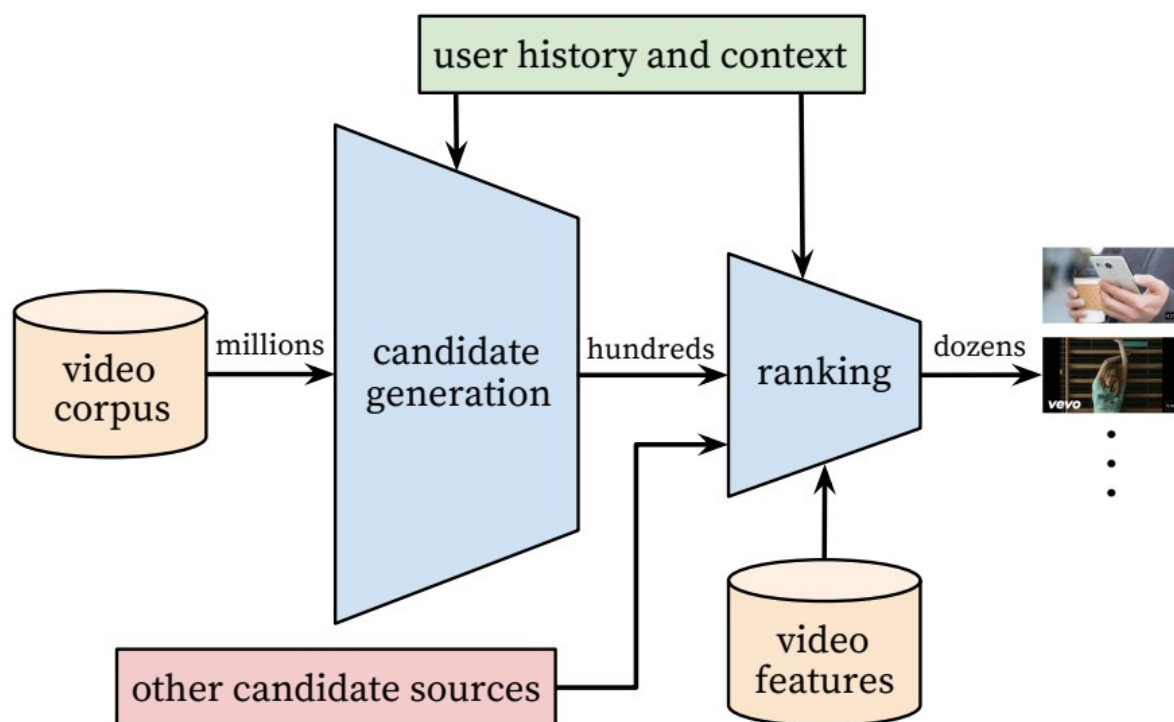 user history and context
video
corpus
millions
candidate
generation
hundreds
ranking
dozens
vevo
other candidate sources
video
features